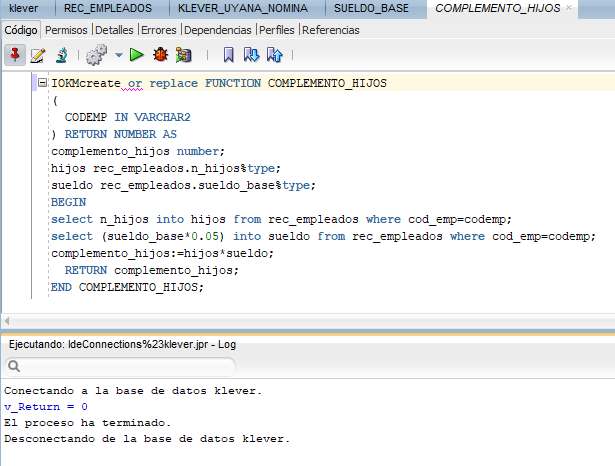 klever REC_EMPLEADOS KLEVER_UYANA_NOMINA SUELDO_BASE COMPLEMENTO_HIJOS
Código Permisos Detalles Errores Dependencias Perfiles Referencias
IOKMcreate or replace FUNCTION COMPLEMENTO_HIJOS
(
CODEMP IN VARCHAR2
) RETURN NUMBER AS
complemento_hijos number;
hijos rec_empleados.n_hijos%type;
sueldo rec_empleados.sueldo_base%type;
BEGIN
select n_hijos into hijos from rec_empleados where cod_emp=codemp;
select (sueldo_base*0.05) into sueldo from rec_empleados where cod_emp=codemp;
complemento_hijos:=hijos*sueldo;
RETURN complemento_hijos;
END COMPLEMENTO_HIJOS;
Ejecutando: IdeConnections%23klever.jpr - Log
Conectando a la base de datos klever.
v_Return = 0
El proceso ha terminado.
Desconectando de la base de datos klever.